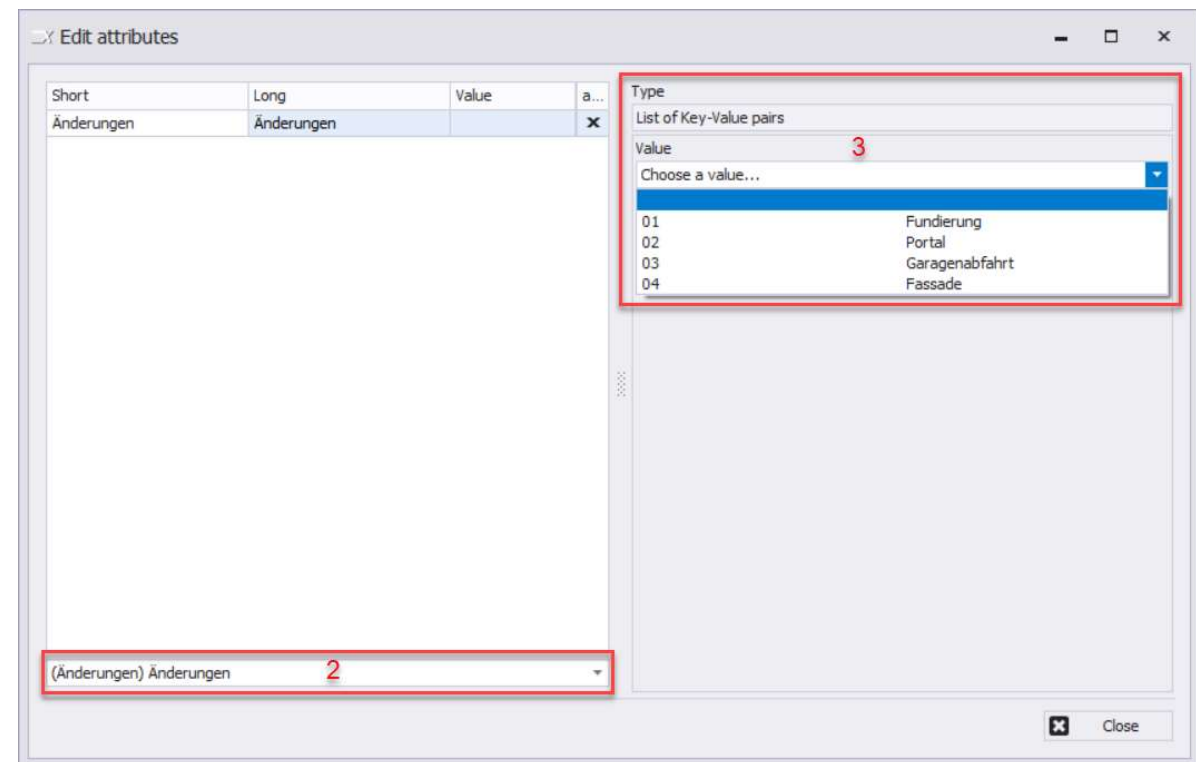 Edit attributes
Short Long Value a...
Änderungen Änderungen
Type
List of Key-Value pairs
Value 3
Choose a value...
01 Fundierung
02 Portal
03 Garagenabfahrt
04 Fassade
(Änderungen) Änderungen 2
Close